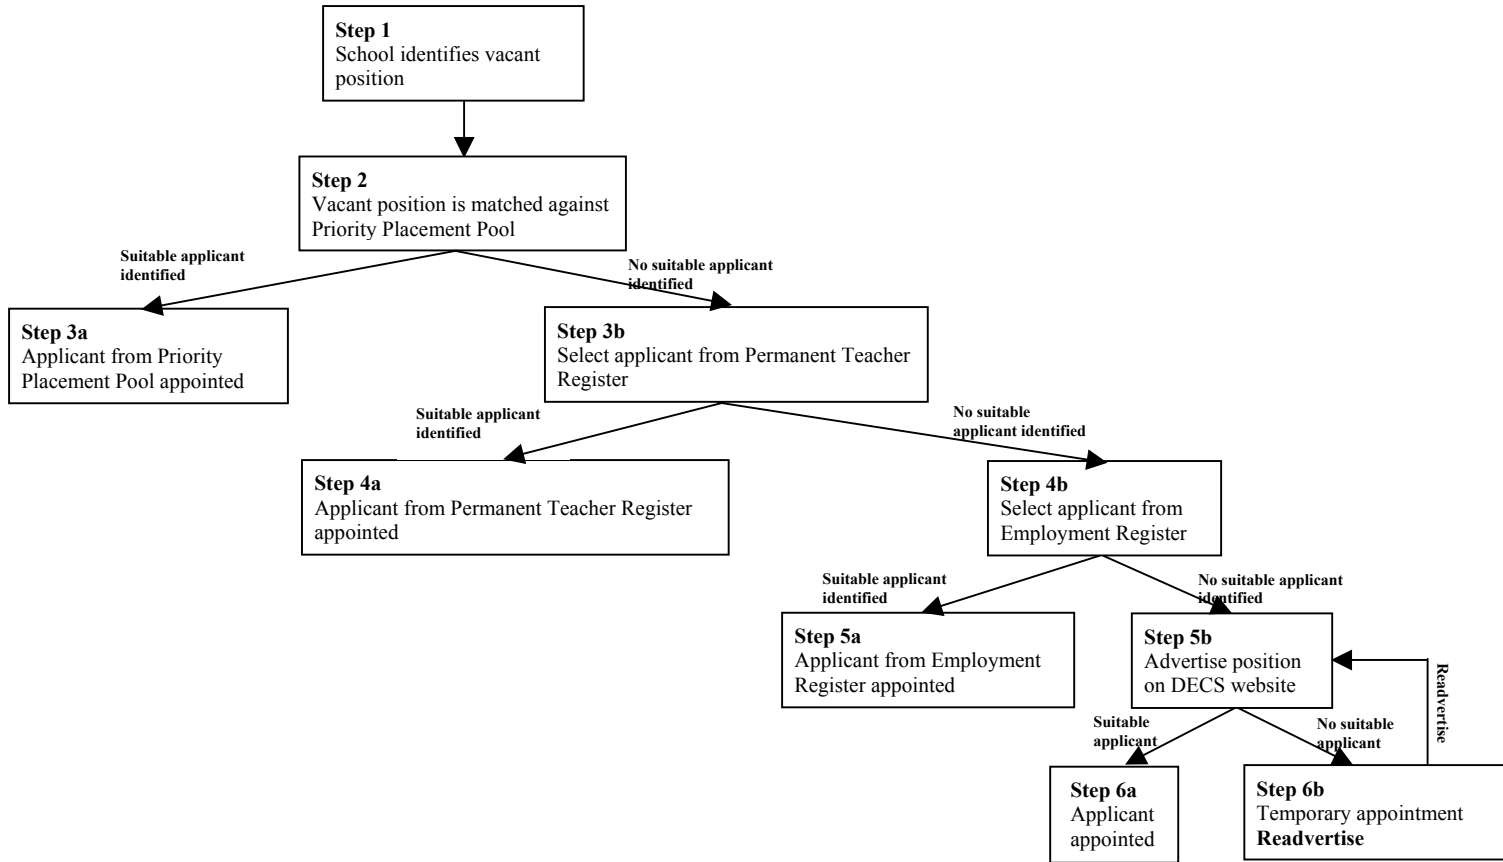 Step 1
School identifies vacant
position
Step 2
Vacant position is matched against
Priority Placement Pool
Suitable applicant
identified
No suitable applicant
identified
Step 3a
Applicant from Priority
Placement Pool appointed
Step 3b
Select applicant from Permanent Teacher
Register
Suitable applicant
identified
No suitable
applicant identified
Step 4a
Applicant from Permanent Teacher Register
appointed
Step 4b
Select applicant from
Employment Register
Suitable applicant
identified
No suitable applicant
identified
Step 5a
Applicant from Employment
Register appointed
Step 5b
Advertise position
on DECS website
Readvertise
Suitable
applicant
No suitable
applicant
Step 6a
Applicant
appointed
Step 6b
Temporary appointment
Readvertise